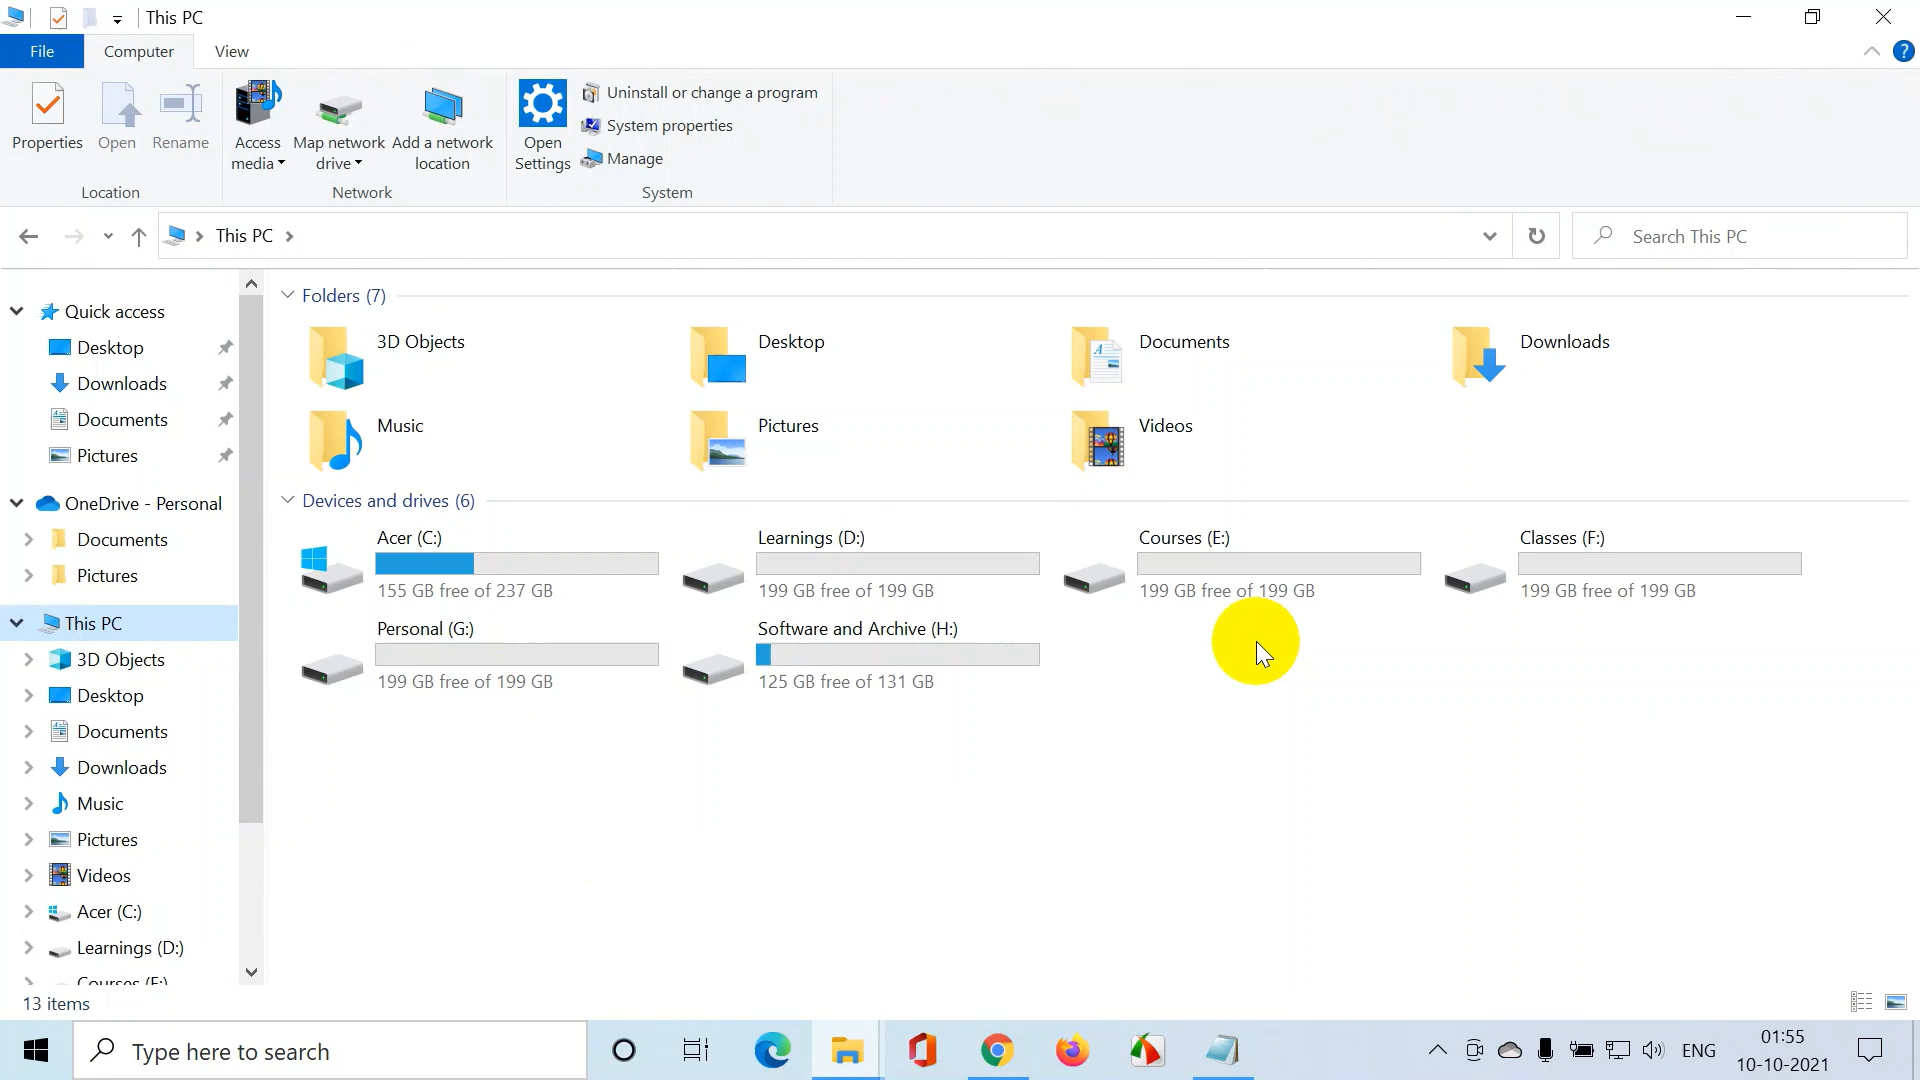 This PC
File
Computer
View
Properties
Open
Rename
Location
Access
media
Map network
drive
Add a network
location
Network
Open
Settings
Uninstall or change a program
System properties
Manage
System
This PC
Search This PC
Quick access
Desktop
Downloads
Documents
Pictures
OneDrive - Personal
Documents
Pictures
This PC
3D Objects
Desktop
Documents
Downloads
Music
Pictures
Videos
Acer (C:)
Learnings (D:)
Courses (E:)
Folders (7)
3D Objects
Desktop
Documents
Downloads
Music
Pictures
Videos
Devices and drives (6)
Acer (C:)
155 GB free of 237 GB
Learnings (D:)
199 GB free of 199 GB
Courses (E:)
199 GB free of 199 GB
Classes (F:)
199 GB free of 199 GB
Personal (G:)
199 GB free of 199 GB
Software and Archive (H:)
125 GB free of 131 GB
13 items
Type here to search
ENG
01:55
10-10-2021